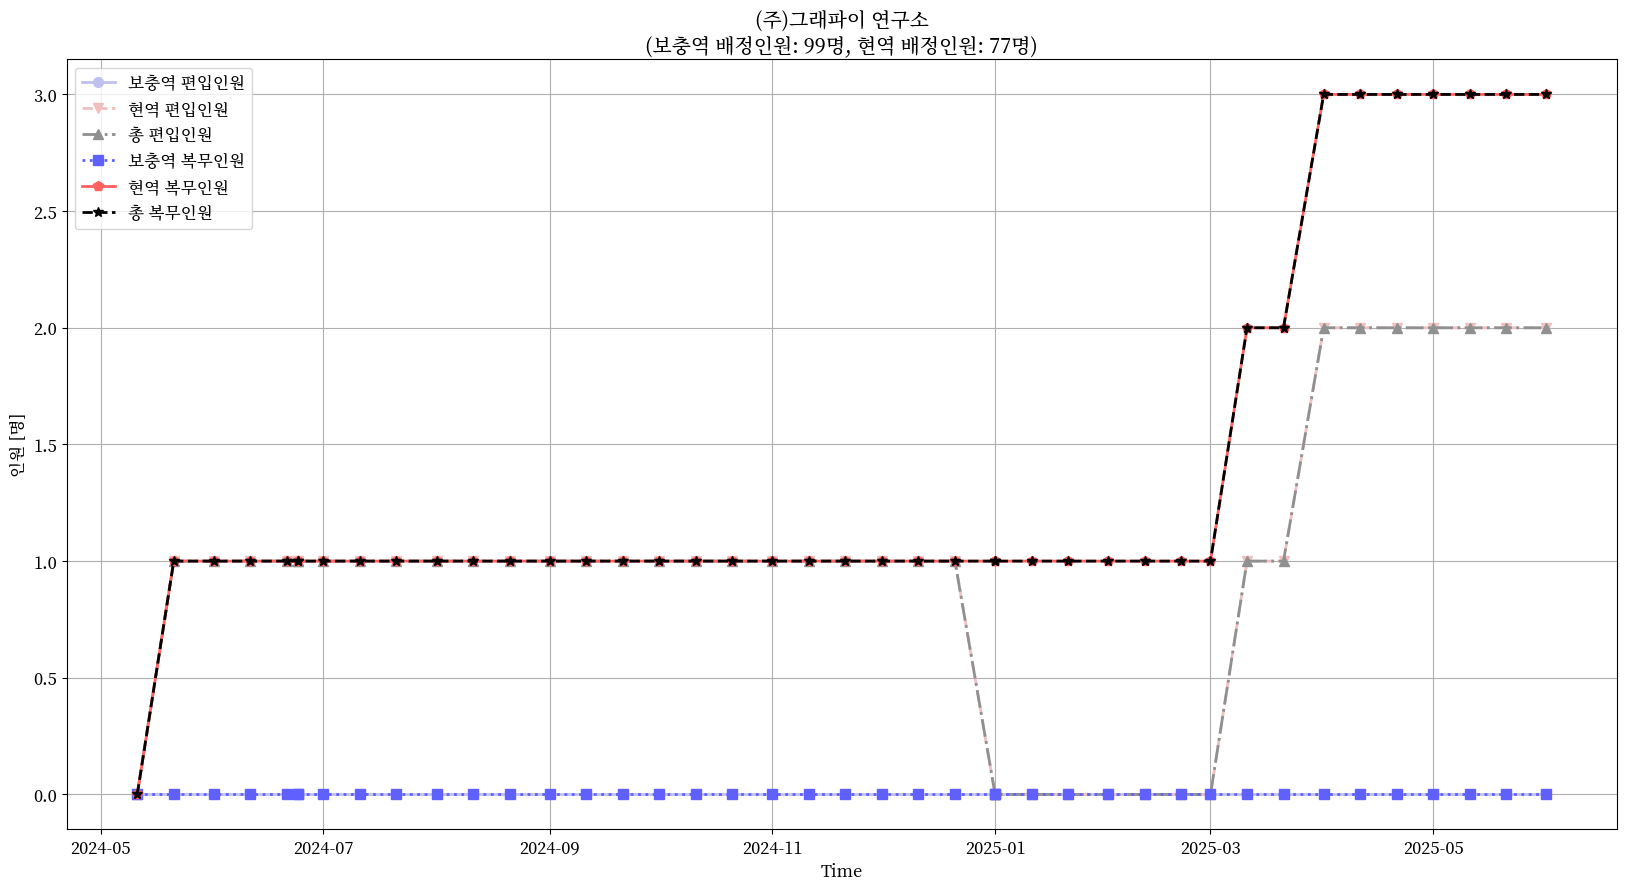 (주)그래파이 연구소
(보충역 배정인원: 99명, 현역 배정인원: 77명)
보충역 편입인원
현역 편입인원
총 편입인원
보충역 복무인원
현역 복무인원
총 복무인원
3.0
2.5
2.0
1.5
1.0
0.5
0.0
인원 [명]
2024-05
2024-07
2024-09
2024-11
2025-01
2025-03
2025-05
Time